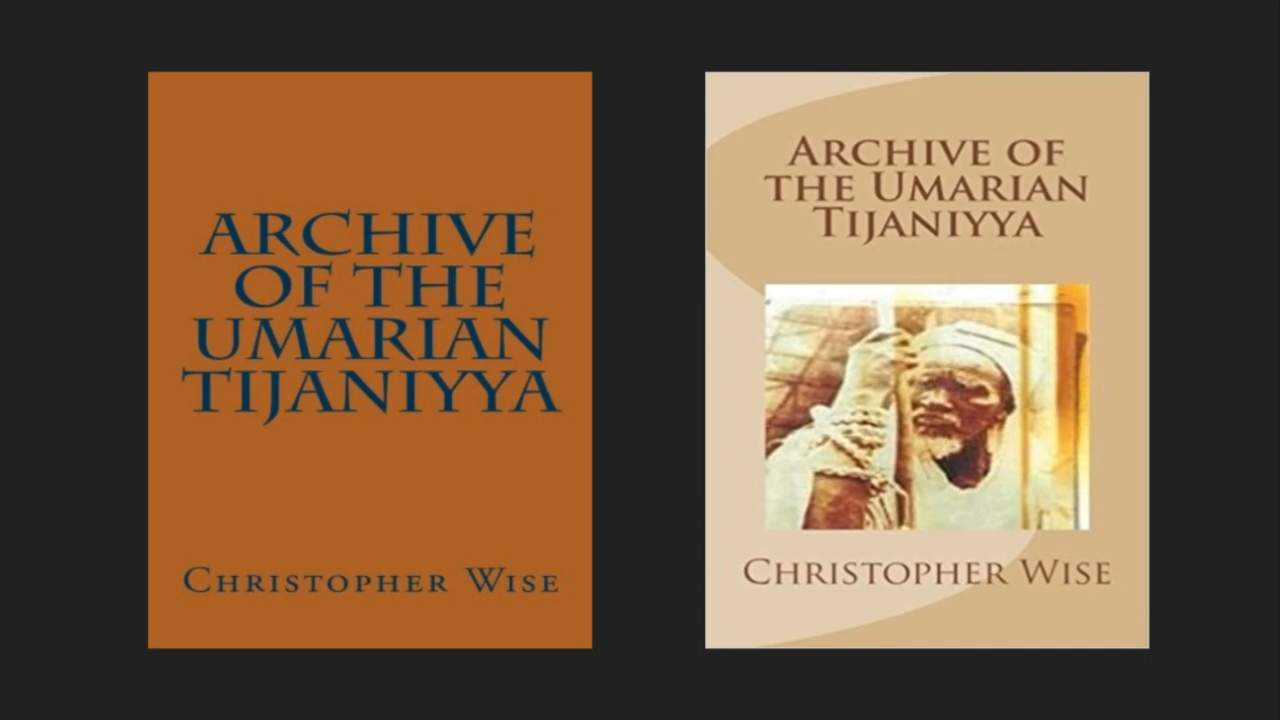 ARCHIVE
OF THE
UMARIAN
TIJANIYYA
CHRISTOPHER WISE
ARCHIVE OF
THE UMARIAN
TIJANIYYA
CHRISTOPHER WISE